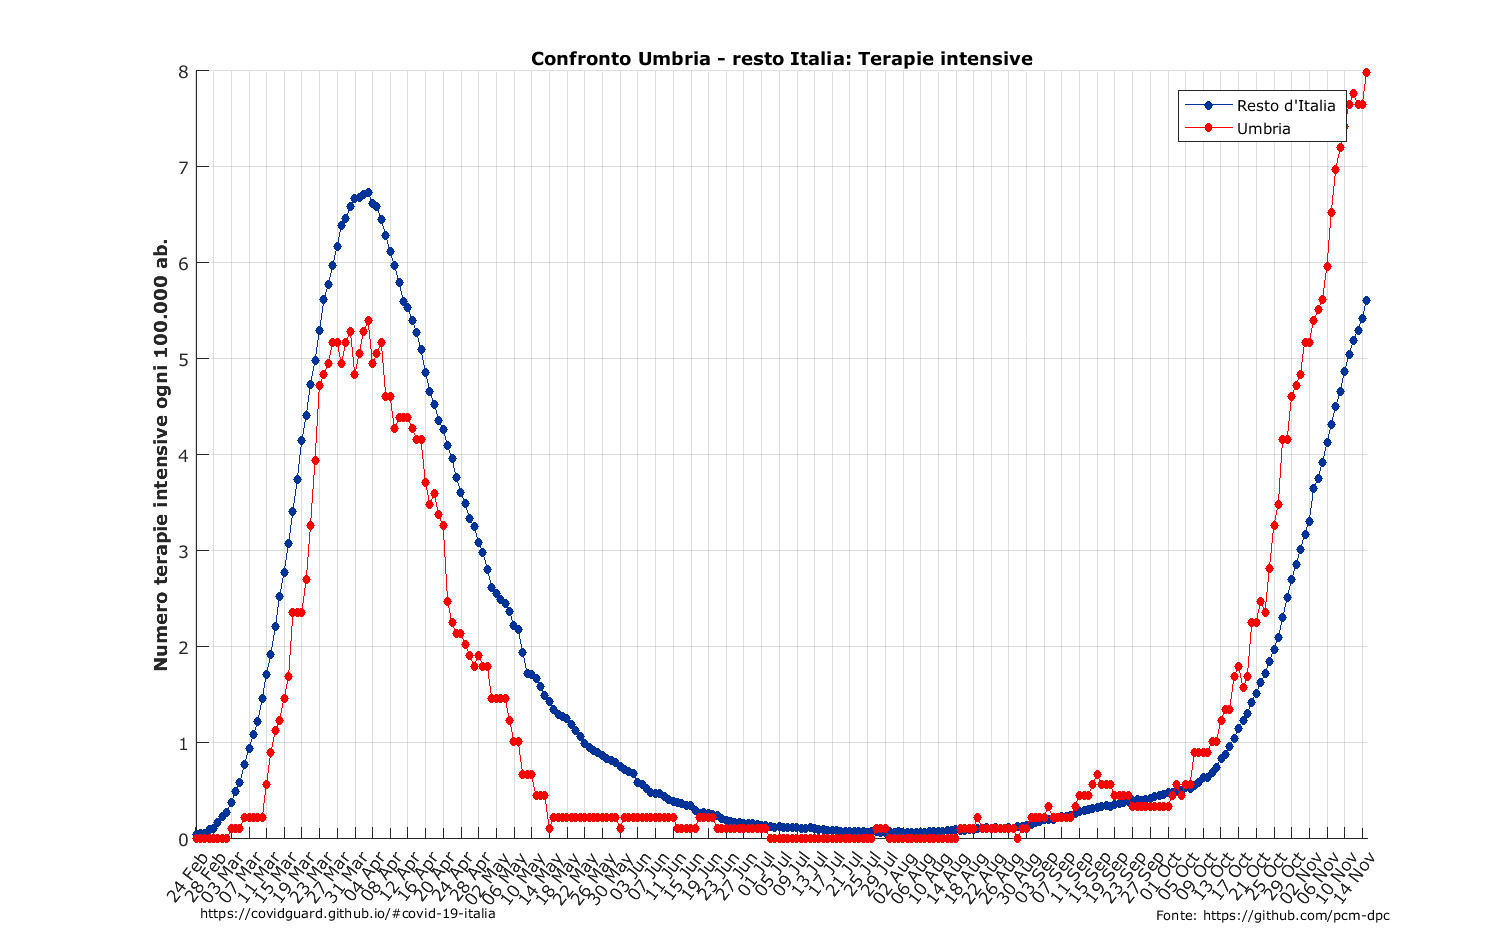 Confronto Umbria - resto Italia: Terapie intensive
Resto d'Italia
Umbria
Numero terapie intensive ogni 100.000 ab.
8
7
6
5
4
3
2
1
0
24 Feb
28 Feb
03 Mar
07 Mar
11 Mar
15 Mar
19 Mar
23 Mar
27 Mar
31 Mar
04 Apr
08 Apr
12 Apr
16 Apr
20 Apr
24 Apr
28 Apr
02 May
06 May
10 May
14 May
18 May
22 May
26 May
30 May
03 Jun
07 Jun
11 Jun
15 Jun
19 Jun
23 Jun
27 Jun
01 Jul
05 Jul
09 Jul
13 Jul
17 Jul
21 Jul
25 Jul
29 Jul
02 Aug
06 Aug
10 Aug
14 Aug
18 Aug
22 Aug
26 Aug
30 Aug
03 Sep
07 Sep
11 Sep
15 Sep
19 Sep
23 Sep
27 Sep
01 Oct
05 Oct
09 Oct
13 Oct
17 Oct
21 Oct
25 Oct
29 Oct
02 Nov
06 Nov
10 Nov
14 Nov
https://covidguard.github.io/#covid-19-italia
Fonte: https://github.com/pcm-dpc